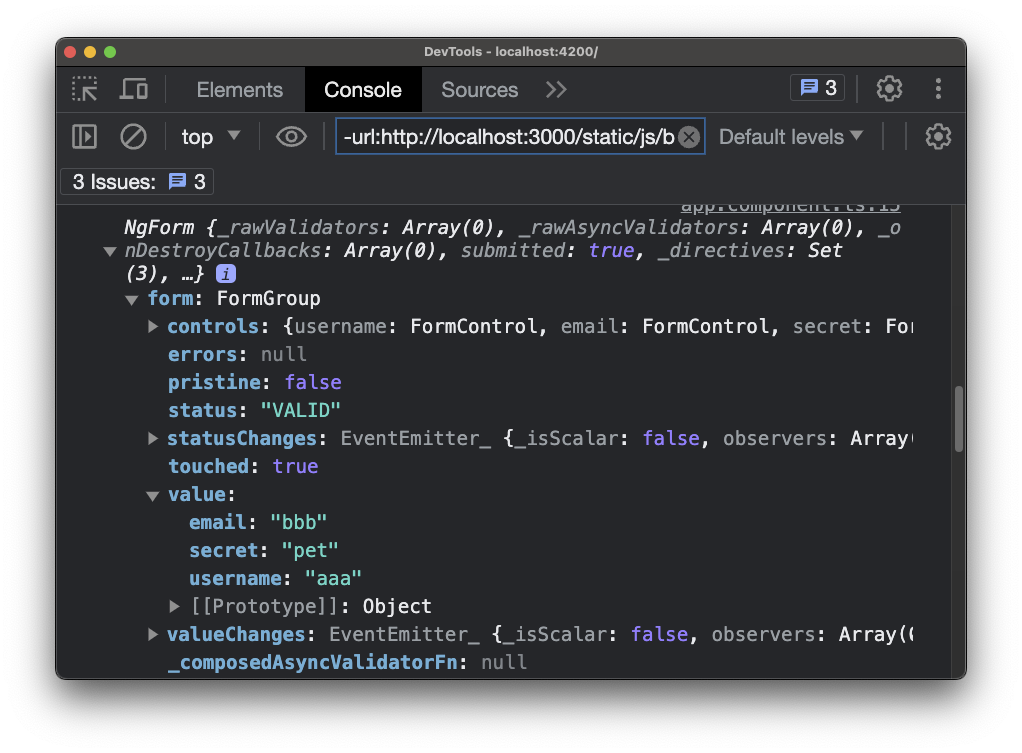 DevTools - localhost:4200/
Elements Console Sources 3
top -url:http://localhost:3000/static/js/b Default levels
3 Issues: 3
app.component.ts:15
NgForm {_rawValidators: Array(0), _rawAsyncValidators: Array(0), _o
nDestroyCallbacks: Array(0), submitted: true, _directives: Set
(3), …} i
form: FormGroup
controls: {username: FormControl, email: FormControl, secret: For
errors: null
pristine: false
status: "VALID"
statusChanges: EventEmitter_ {_isScalar: false, observers: Array(
touched: true
value:
email: "bbb"
secret: "pet"
username: "aaa"
[[Prototype]]: Object
valueChanges: EventEmitter_ {_isScalar: false, observers: Array(0
_composedAsyncValidatorFn: null